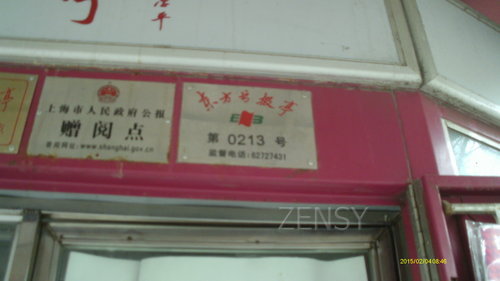 上海市人民政府公报
赠阅点
查阅网址:www.shanghai.gov.cn
东方书报亭
第 0213 号
监督电话:62727431
亭
ZENSY
2015/02/04 08:46